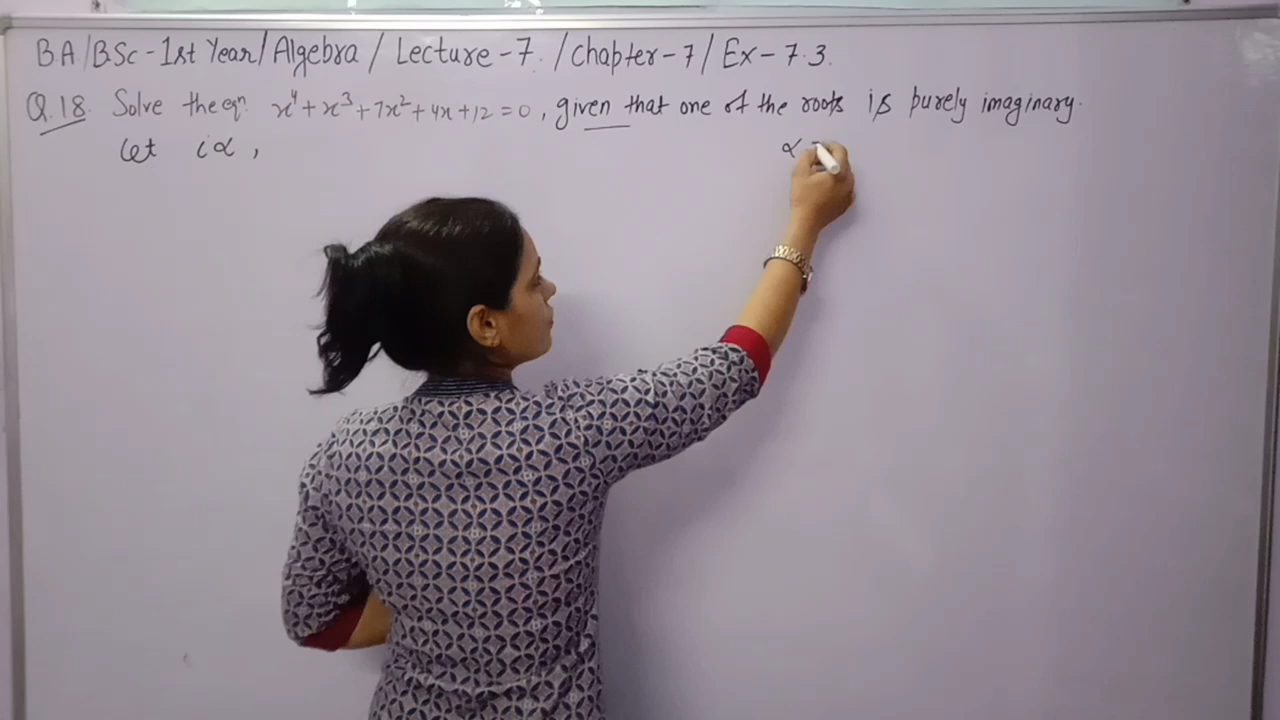 BA/BSc-1st Year/Algebra/Lecture-7./Chapter-7/Ex-7.3.
Q.18. Solve the eqn. x⁴+x³+7x²+4x+12=0, given that one of the roots is purely imaginary.
Let iα, α